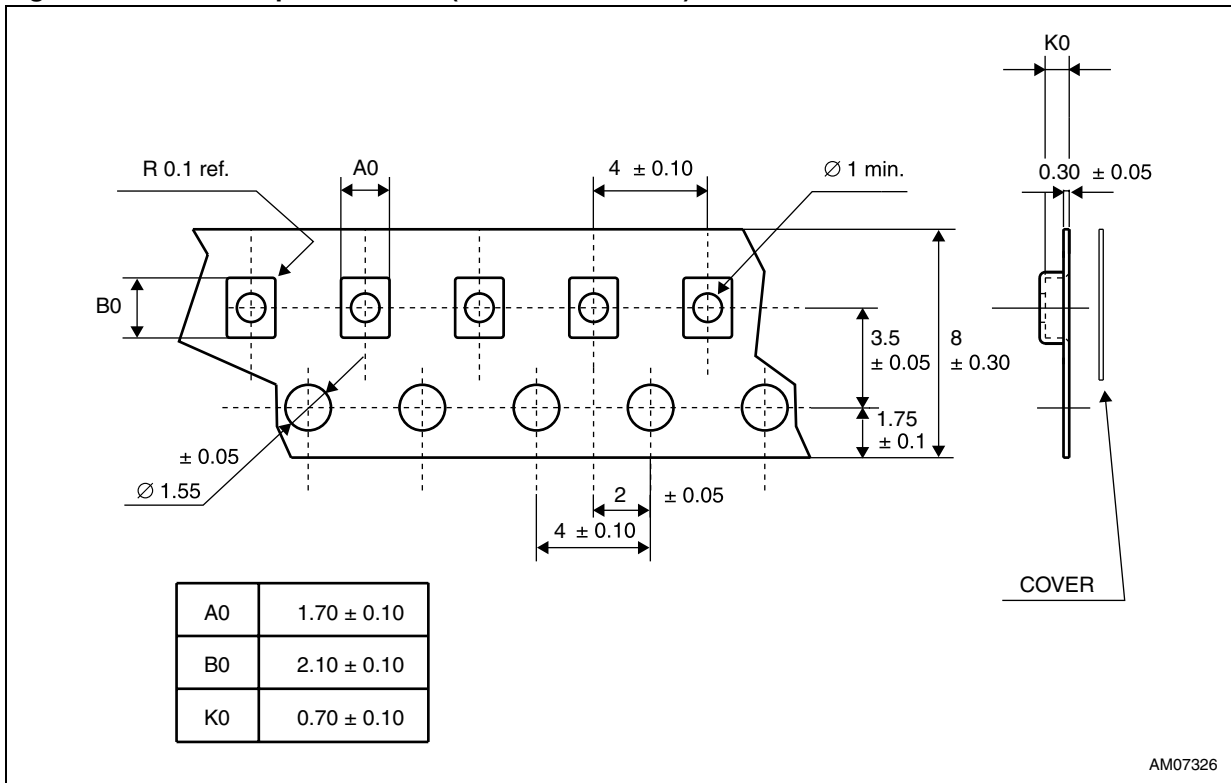 K0
R 0.1 ref.
A0
4 ± 0.10
Ø 1 min.
0.30 ± 0.05
B0
3.5
± 0.05
8
± 0.30
1.75
± 0.1
± 0.05
Ø 1.55
2 ± 0.05
4 ± 0.10
COVER
A0 1.70 ± 0.10
B0 2.10 ± 0.10
K0 0.70 ± 0.10
AM07326